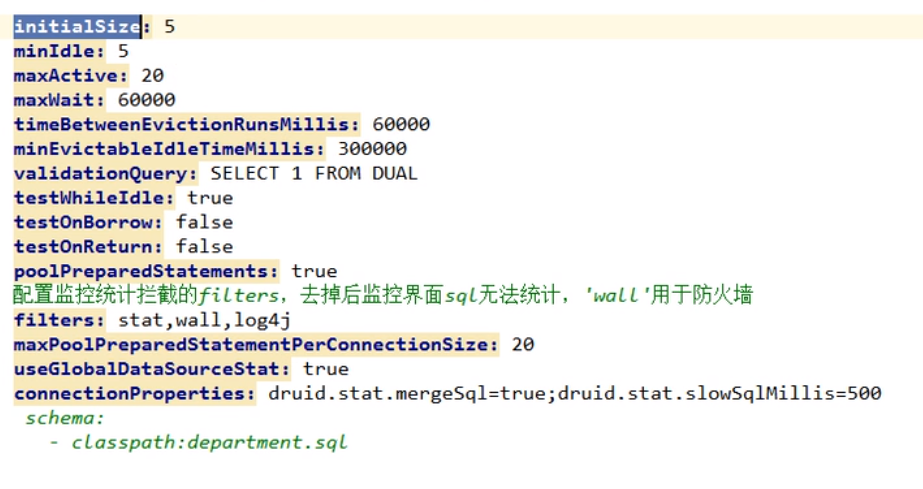 initialSize: 5
minIdle: 5
maxActive: 20
maxWait: 60000
timeBetweenEvictionRunsMillis: 60000
minEvictableIdleTimeMillis: 300000
validationQuery: SELECT 1 FROM DUAL
testWhileIdle: true
testOnBorrow: false
testOnReturn: false
poolPreparedStatements: true
配置监控统计拦截的filters，去掉后监控界面sql无法统计，'wall'用于防火墙
filters: stat,wall,log4j
maxPoolPreparedStatementPerConnectionSize: 20
useGlobalDataSourceStat: true
connectionProperties: druid.stat.mergeSql=true;druid.stat.slowSqlMillis=500
schema:
- classpath:department.sql